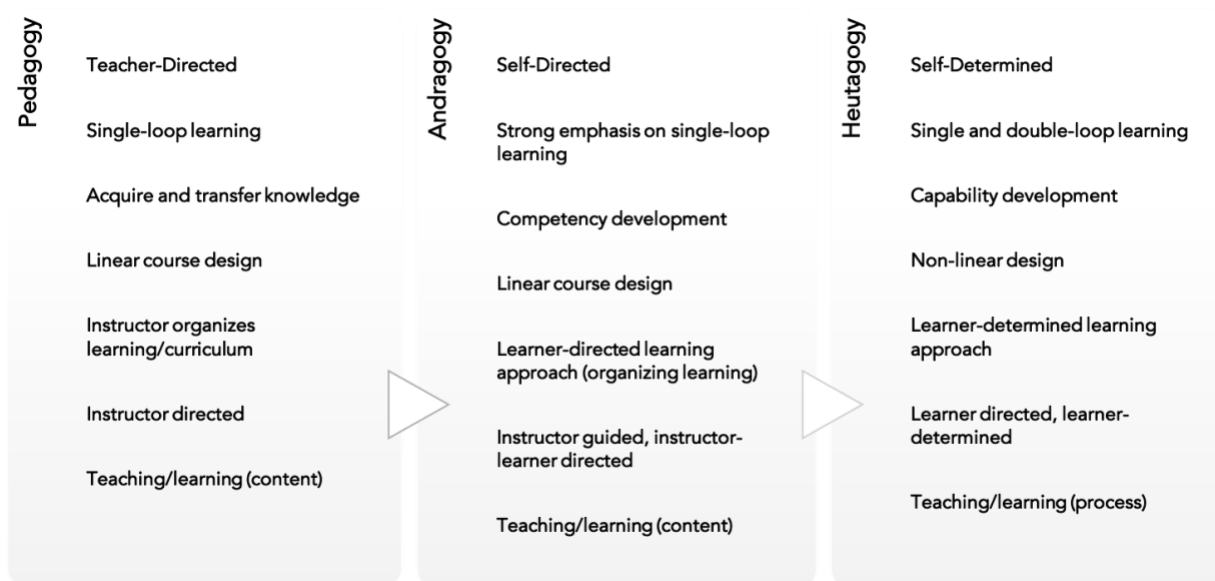 Pedagogy
Teacher-Directed
Single-loop learning
Acquire and transfer knowledge
Linear course design
Instructor organizes
learning/curriculum
Instructor directed
Teaching/learning (content)
Andragogy
Self-Directed
Strong emphasis on single-loop
learning
Competency development
Linear course design
Learner-directed learning
approach (organizing learning)
Instructor guided, instructor-
learner directed
Teaching/learning (content)
Heutagogy
Self-Determined
Single and double-loop learning
Capability development
Non-linear design
Learner-determined learning
approach
Learner directed, learner-
determined
Teaching/learning (process)